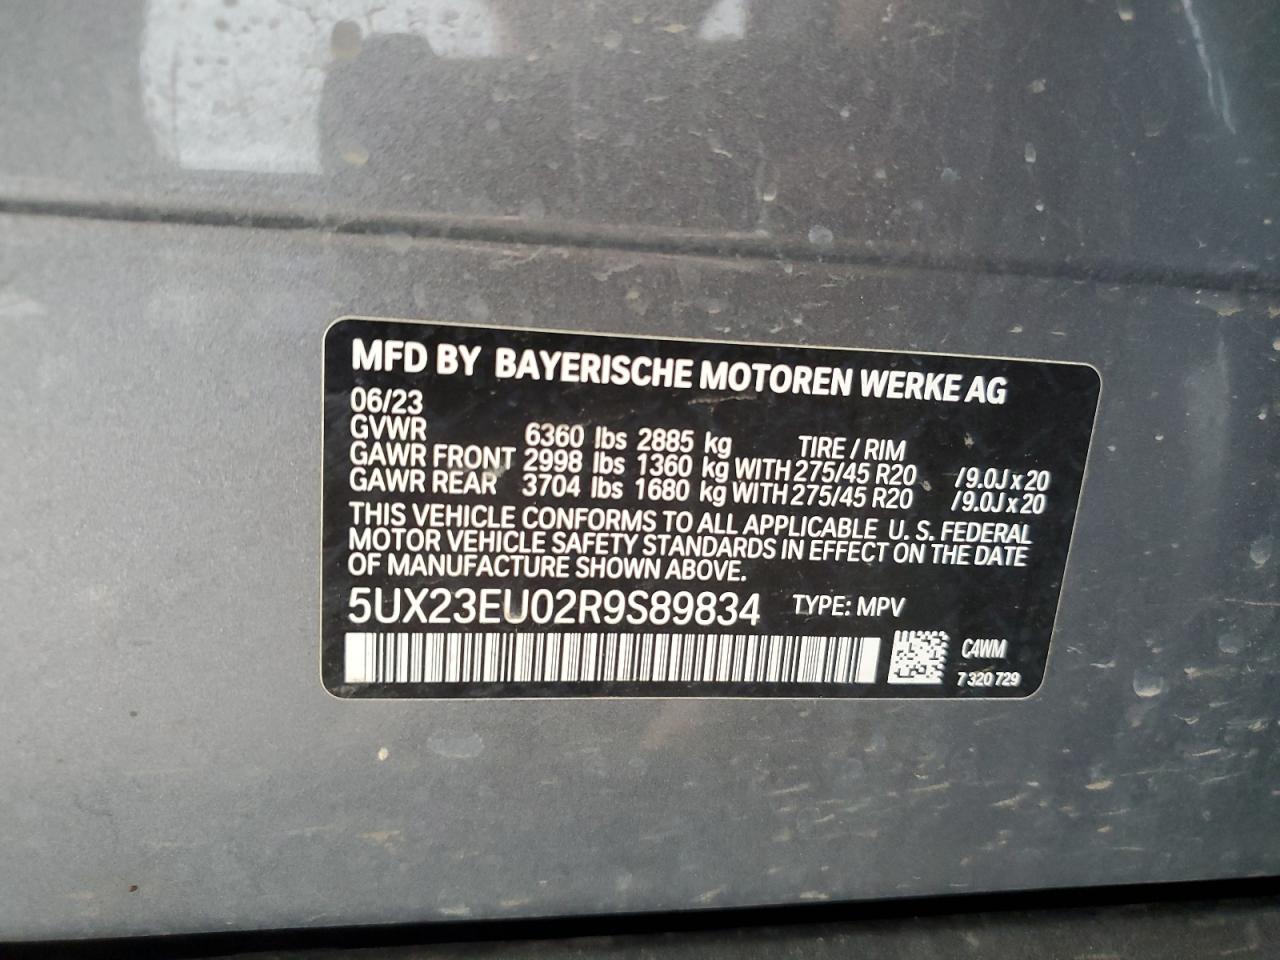 MFD BY BAYERISCHE MOTOREN WERKE AG
06/23
GVWR 6360 lbs 2885 kg TIRE / RIM
GAWR FRONT 2998 lbs 1360 kg WITH 275/45 R20 /9.0J x 20
GAWR REAR 3704 lbs 1680 kg WITH 275/45 R20 /9.0J x 20
THIS VEHICLE CONFORMS TO ALL APPLICABLE U. S. FEDERAL
MOTOR VEHICLE SAFETY STANDARDS IN EFFECT ON THE DATE
OF MANUFACTURE SHOWN ABOVE.
5UX23EU02R9S89834 TYPE: MPV
C4WM
7 320 729